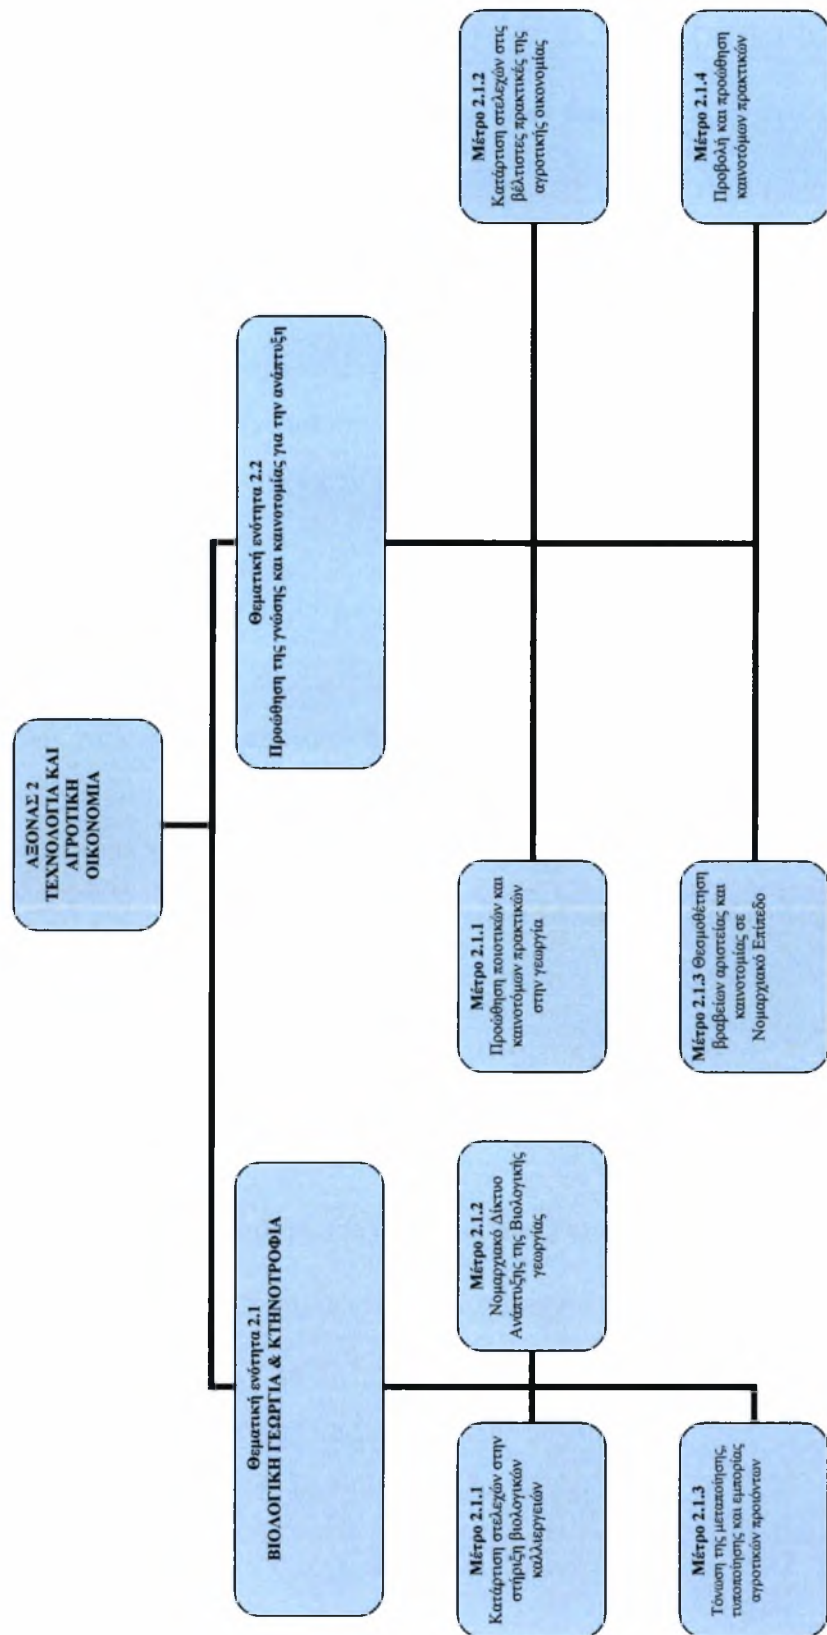 ΑΞΟΝΑΣ 2
ΤΕΧΝΟΛΟΓΙΑ ΚΑΙ
ΑΓΡΟΤΙΚΗ
ΟΙΚΟΝΟΜΙΑ
Θεματική ενότητα 2.1
ΒΙΟΛΟΓΙΚΗ ΓΕΩΡΓΙΑ & ΚΤΗΝΟΤΡΟΦΙΑ
Θεματική ενότητα 2.2
Προώθηση της γνώσης και καινοτομίας για την ανάπτυξη
Μέτρο 2.1.1
Κατάρτιση στελεχών στην
στήριξη βιολογικών
καλλιεργειών
Μέτρο 2.1.2
Νομαρχιακό Δίκτυο
Ανάπτυξης της Βιολογικής
γεωργίας
Μέτρο 2.1.1
Προώθηση ποιοτικών και
καινοτόμων πρακτικών
στην γεωργία
Μέτρο 2.1.2
Κατάρτιση στελεχών στις
βέλτιστες πρακτικές της
αγροτικής οικονομίας
Μέτρο 2.1.3
Τόνωση της μεταποίησης,
τυποποίησης και εμπορίας
αγροτικών προιόντων
Μέτρο 2.1.3 Θεσμοθέτηση
βραβείων αριστείας και
καινοτομίας σε
Νομαρχιακό Επίπεδο
Μέτρο 2.1.4
Προβολή και προώθηση
καινοτόμων πρακτικών